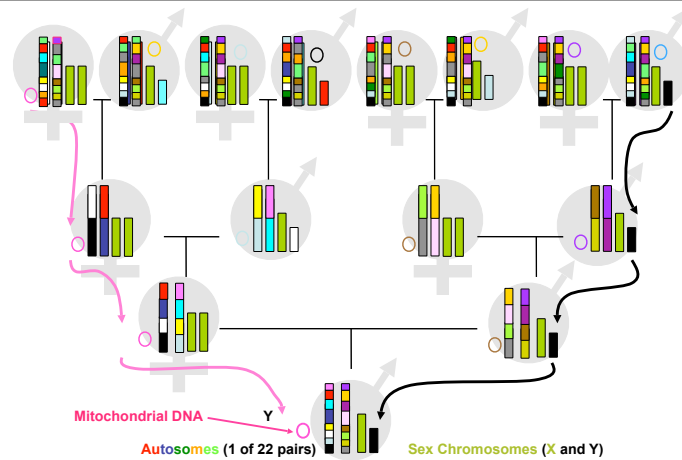 Mitochondrial DNA
Y
Autosomes (1 of 22 pairs)
Sex Chromosomes (X and Y)